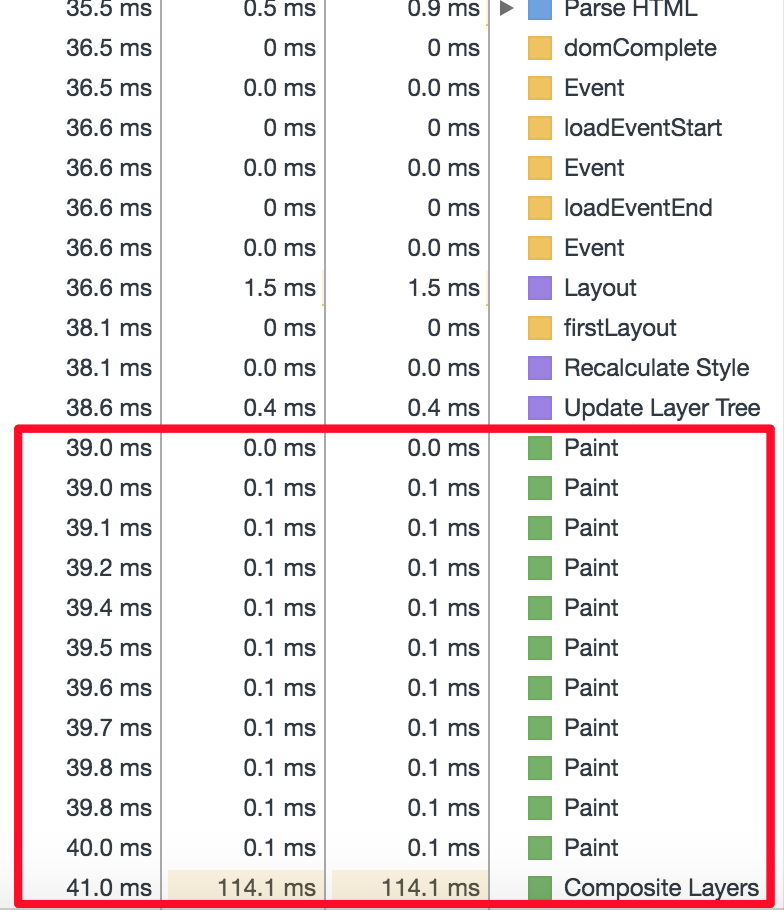 35.5 ms 0.5 ms 0.9 ms Parse HTML
36.5 ms 0 ms 0 ms domComplete
36.5 ms 0.0 ms 0.0 ms Event
36.6 ms 0 ms 0 ms loadEventStart
36.6 ms 0.0 ms 0.0 ms Event
36.6 ms 0 ms 0 ms loadEventEnd
36.6 ms 0.0 ms 0.0 ms Event
36.6 ms 1.5 ms 1.5 ms Layout
38.1 ms 0 ms 0 ms firstLayout
38.1 ms 0.0 ms 0.0 ms Recalculate Style
38.6 ms 0.4 ms 0.4 ms Update Layer Tree
39.0 ms 0.0 ms 0.0 ms Paint
39.0 ms 0.1 ms 0.1 ms Paint
39.1 ms 0.1 ms 0.1 ms Paint
39.2 ms 0.1 ms 0.1 ms Paint
39.4 ms 0.1 ms 0.1 ms Paint
39.5 ms 0.1 ms 0.1 ms Paint
39.6 ms 0.1 ms 0.1 ms Paint
39.7 ms 0.1 ms 0.1 ms Paint
39.8 ms 0.1 ms 0.1 ms Paint
39.8 ms 0.1 ms 0.1 ms Paint
40.0 ms 0.1 ms 0.1 ms Paint
41.0 ms 114.1 ms 114.1 ms Composite Layers